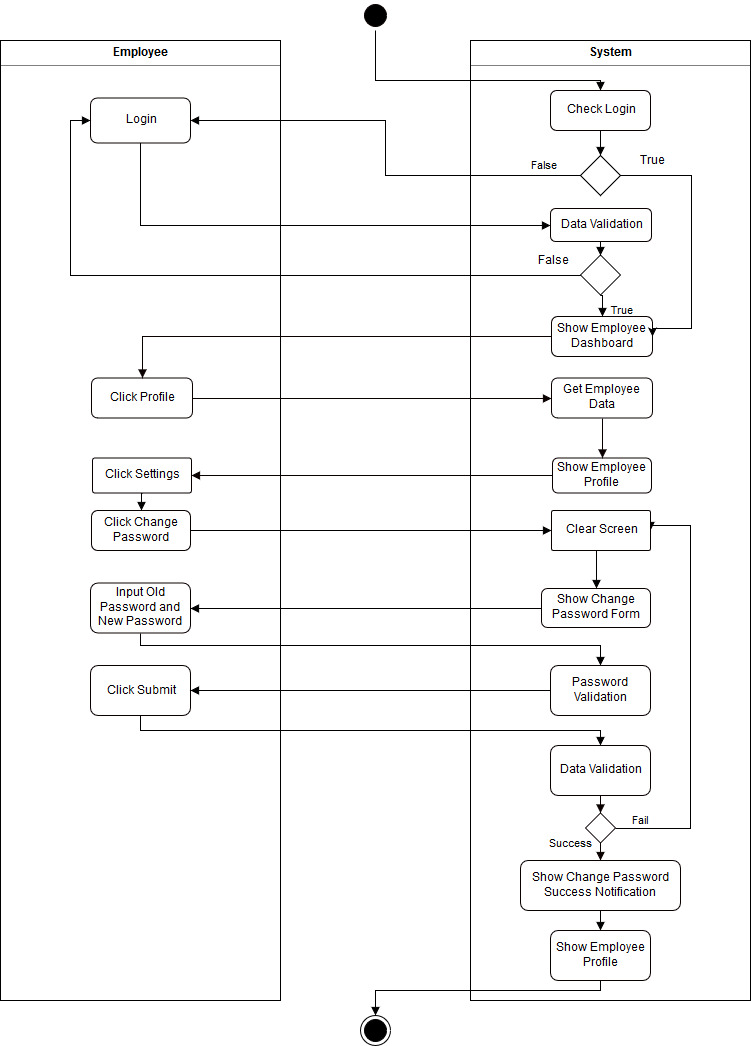 Employee
System
Check Login
Login
False
True
Data Validation
False
True
Show Employee
Dashboard
Click Profile
Get Employee
Data
Click Settings
Show Employee
Profile
Click Change
Password
Clear Screen
Input Old
Password and
New Password
Show Change
Password Form
Click Submit
Password
Validation
Data Validation
Fail
Success
Show Change Password
Success Notification
Show Employee
Profile